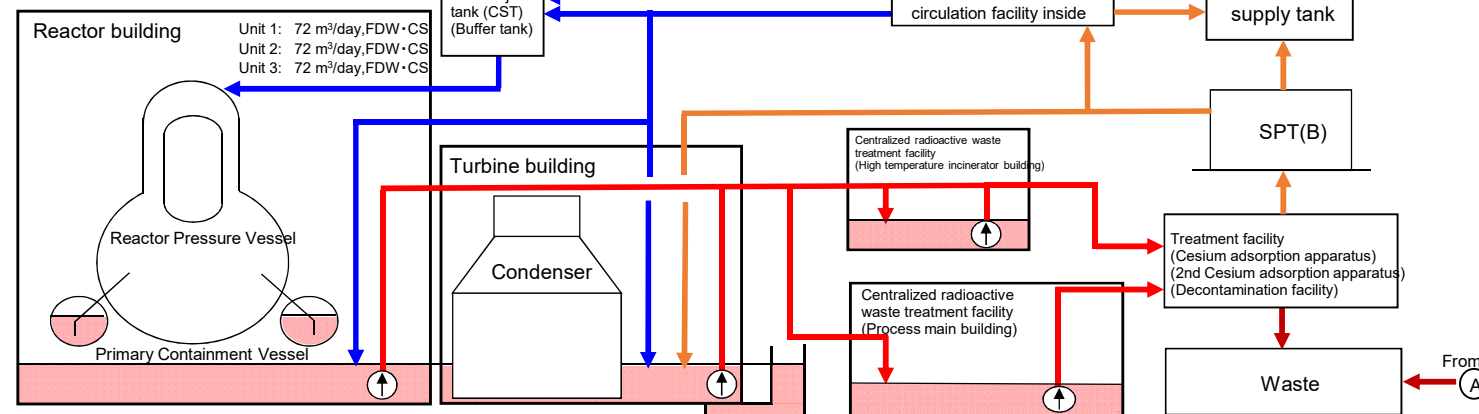 Reactor building
Unit 1: 72 m³/day,FDW・CS
Unit 2: 72 m³/day,FDW・CS
Unit 3: 72 m³/day,FDW・CS
tank (CST)
(Buffer tank)
circulation facility inside
supply tank
SPT(B)
Centralized radioactive waste
treatment facility
(High temperature incinerator building)
Turbine building
Reactor Pressure Vessel
Condenser
Treatment facility
(Cesium adsorption apparatus)
(2nd Cesium adsorption apparatus)
(Decontamination facility)
Centralized radioactive
waste treatment facility
(Process main building)
Primary Containment Vessel
Waste
From
A